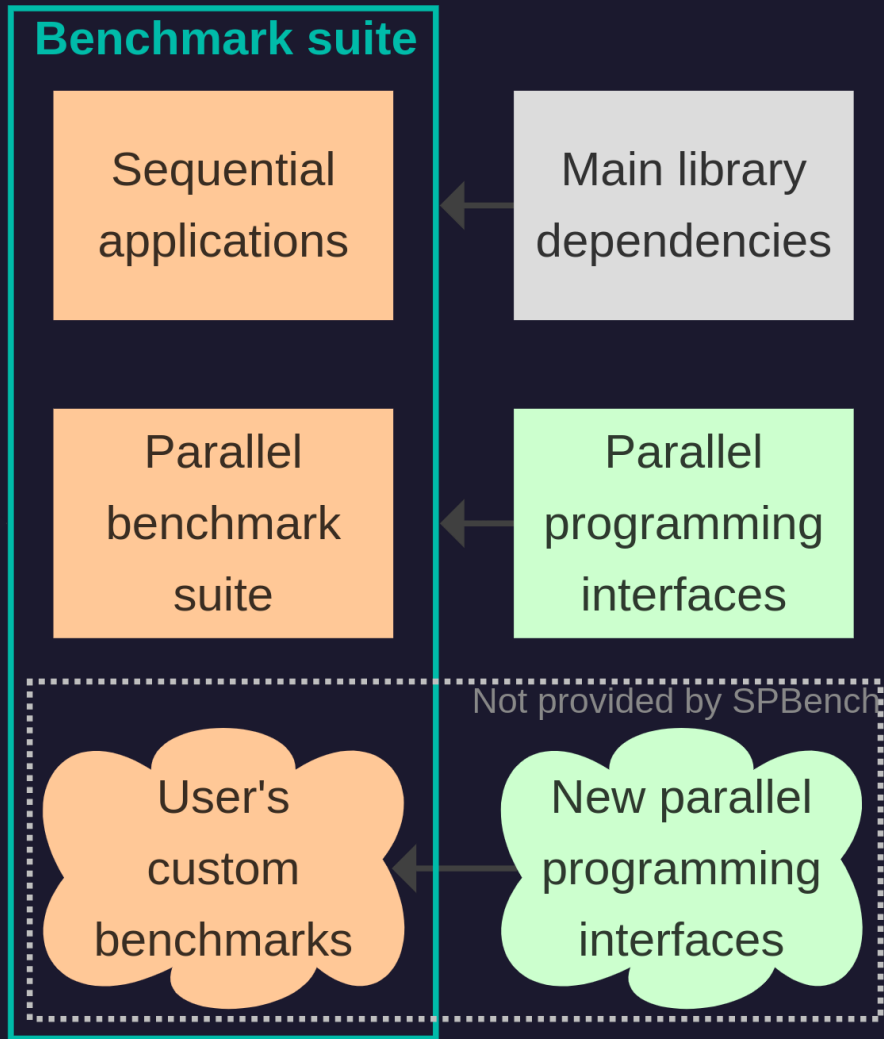 Benchmark suite
Sequential
applications
Main library
dependencies
Parallel
benchmark
suite
Parallel
programming
interfaces
Not provided by SPBench
User's
custom
benchmarks
New parallel
programming
interfaces